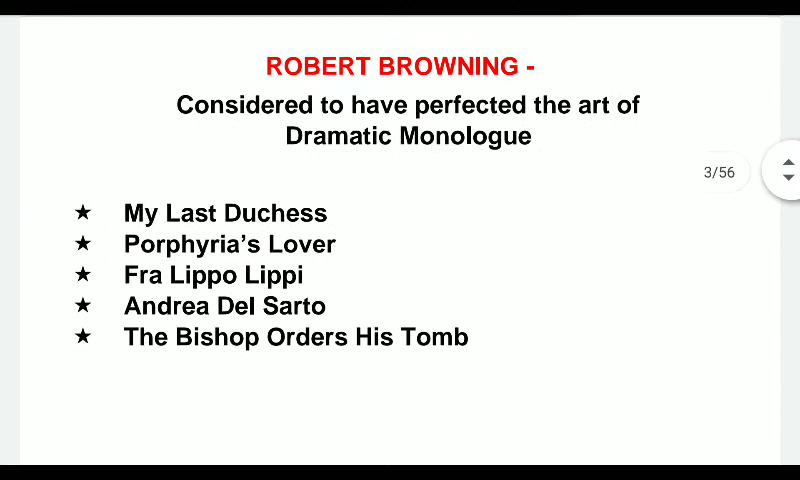 ROBERT BROWNING -
Considered to have perfected the art of
Dramatic Monologue
3/56
★ My Last Duchess
★ Porphyria’s Lover
★ Fra Lippo Lippi
★ Andrea Del Sarto
★ The Bishop Orders His Tomb